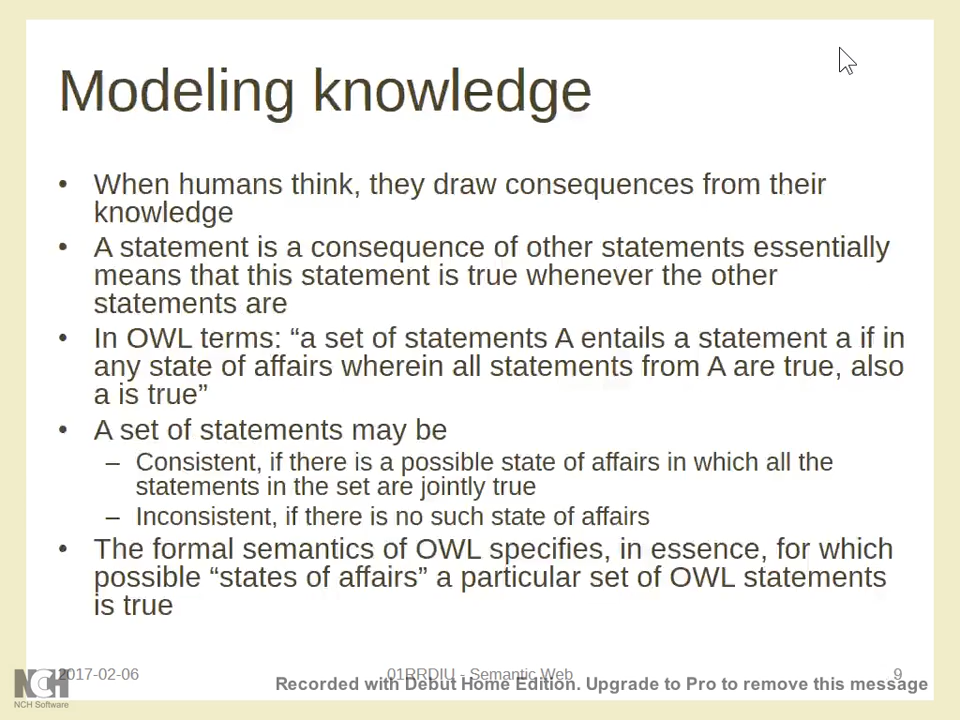 Modeling knowledge
• When humans think, they draw consequences from their
knowledge
• A statement is a consequence of other statements essentially
means that this statement is true whenever the other
statements are
• In OWL terms: “a set of statements A entails a statement a if in
any state of affairs wherein all statements from A are true, also
a is true”
• A set of statements may be
– Consistent, if there is a possible state of affairs in which all the
statements in the set are jointly true
– Inconsistent, if there is no such state of affairs
• The formal semantics of OWL specifies, in essence, for which
possible “states of affairs” a particular set of OWL statements
is true
2017-02-06 01RRDIU - Semantic Web 9
Recorded with Debut Home Edition. Upgrade to Pro to remove this message
NCH
NCH Software